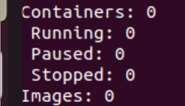 Containers: 0
Running: 0
Paused: 0
Stopped: 0
Images: 0